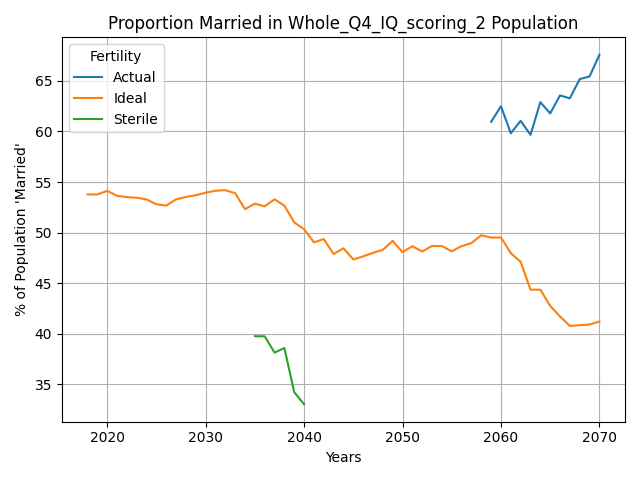 Proportion Married in Whole_Q4_IQ_scoring_2 Population
Fertility
Actual
Ideal
Sterile
% of Population 'Married'
65
60
55
50
45
40
35
2020 2030 2040 2050 2060 2070
Years